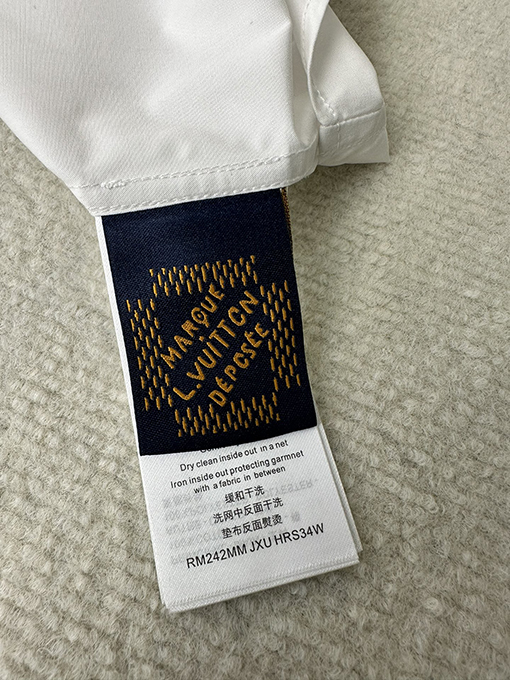 MARQUE
L.VUITTON
DÉPOSÉE
Dry clean inside out in a net
Iron inside out protecting garmnet
with a fabric in between
缓和干洗
洗网中反面干洗
垫布反面熨烫
RM242MM JXU HRS34W